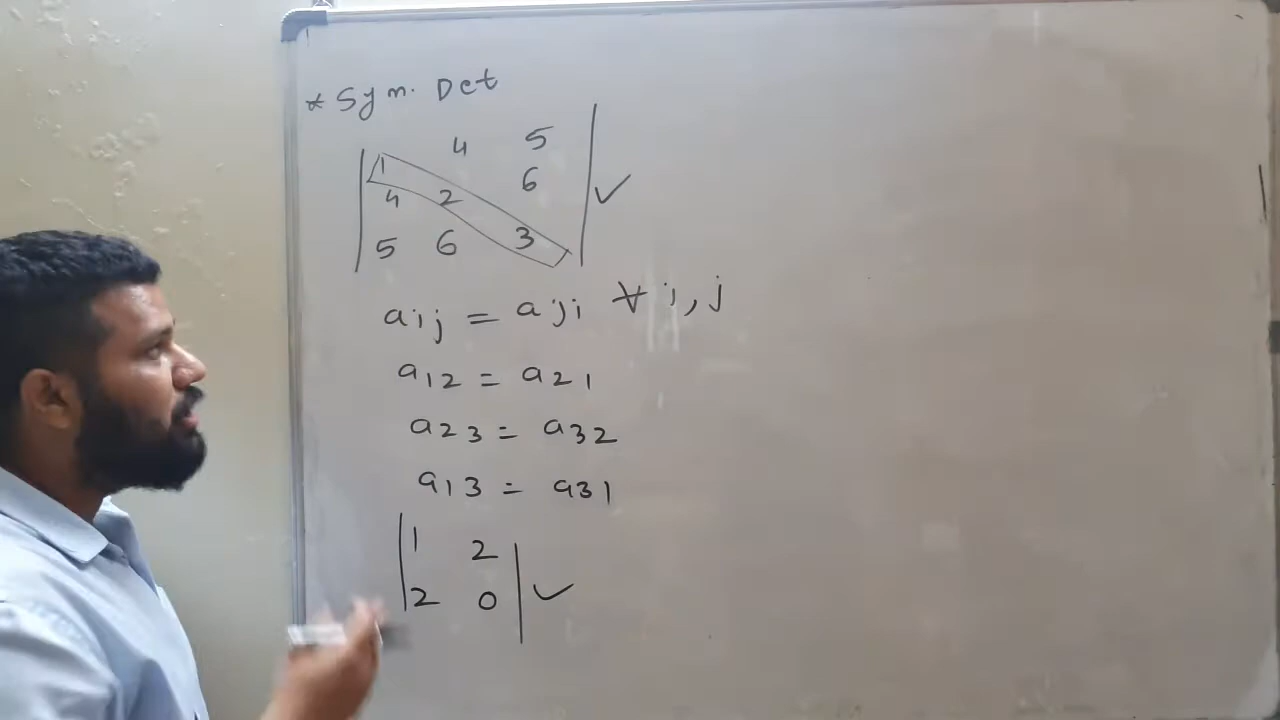 * Sym. Det
1 4 5
4 2 6 ✓
5 6 3
aij = aji ∀ i, j
a12 = a21
a23 = a32
a13 = a31
1 2
2 0 ✓